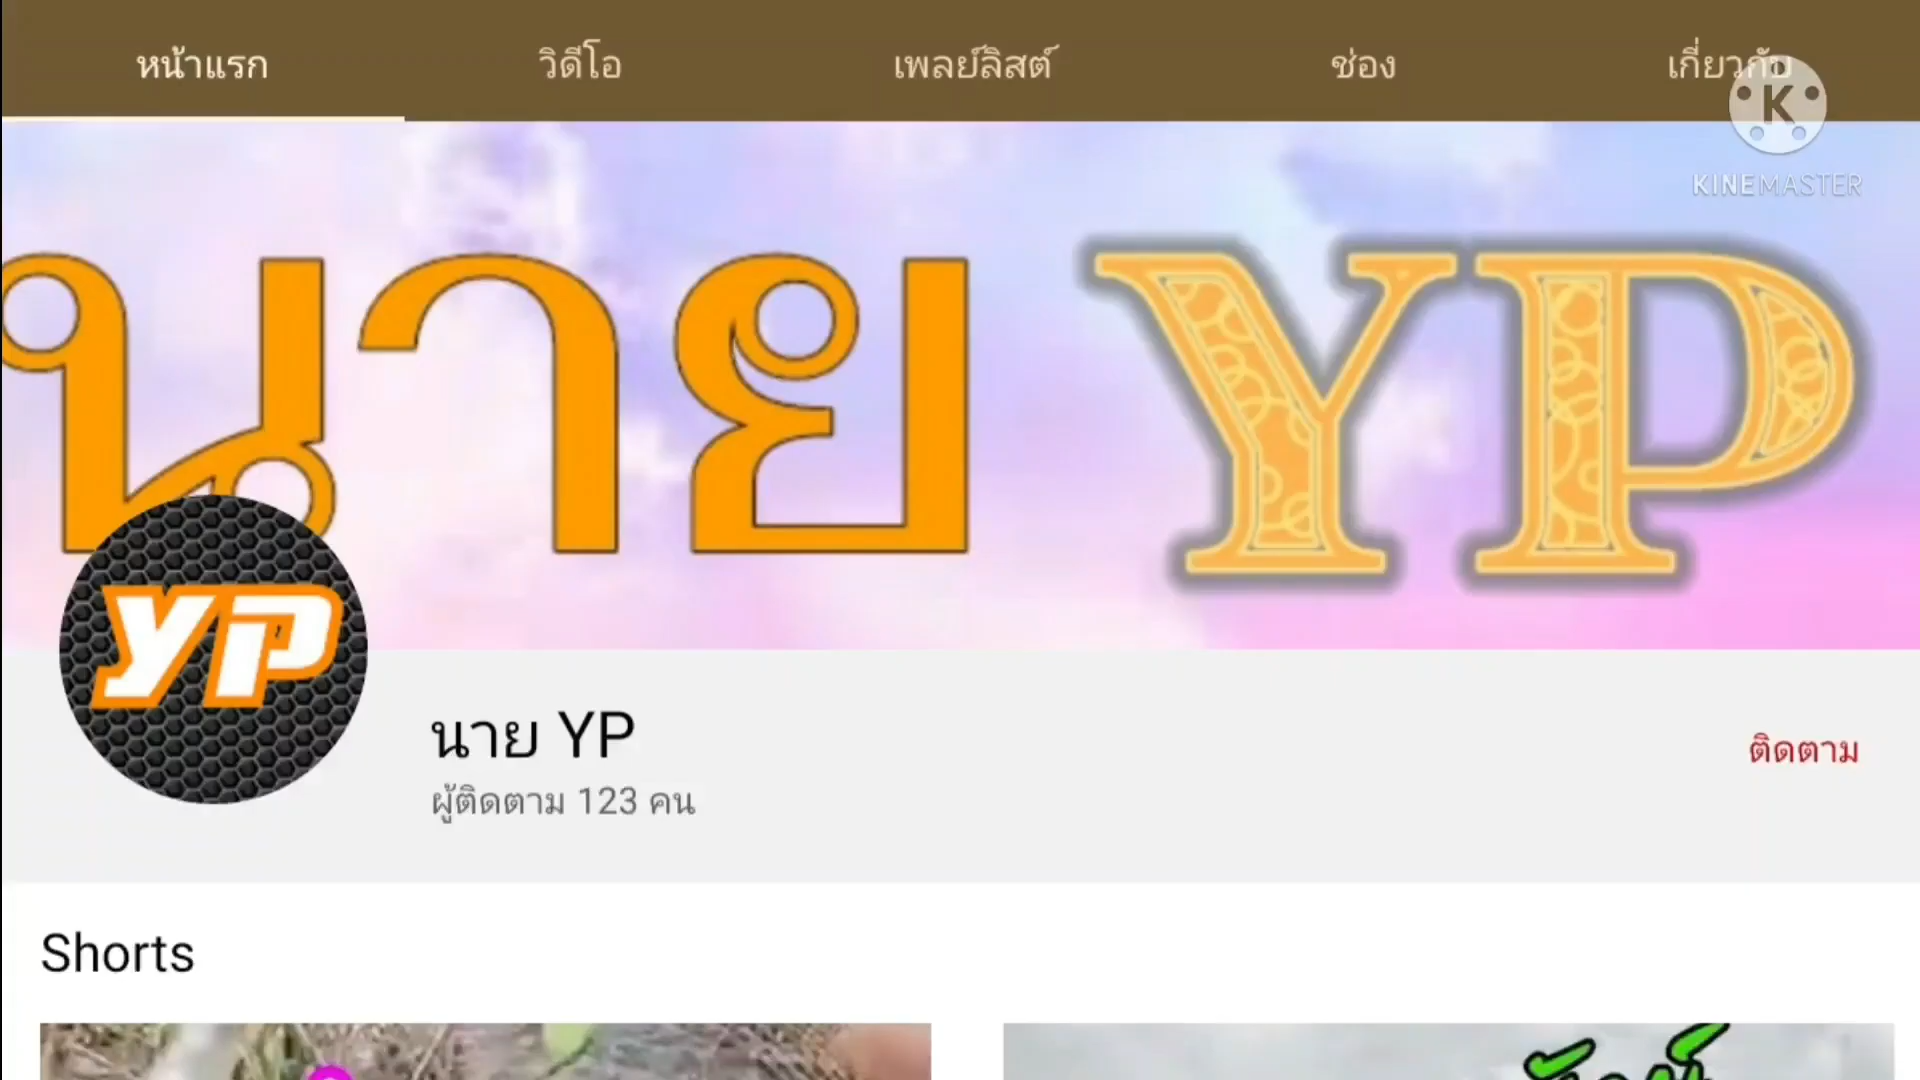 หน้าแรก วิดีโอ เพลย์ลิสต์ ช่อง เกี่ยวกับ
KINEMASTER
นาย YP
YP
นาย YP
ติดตาม
ผู้ติดตาม 123 คน
Shorts